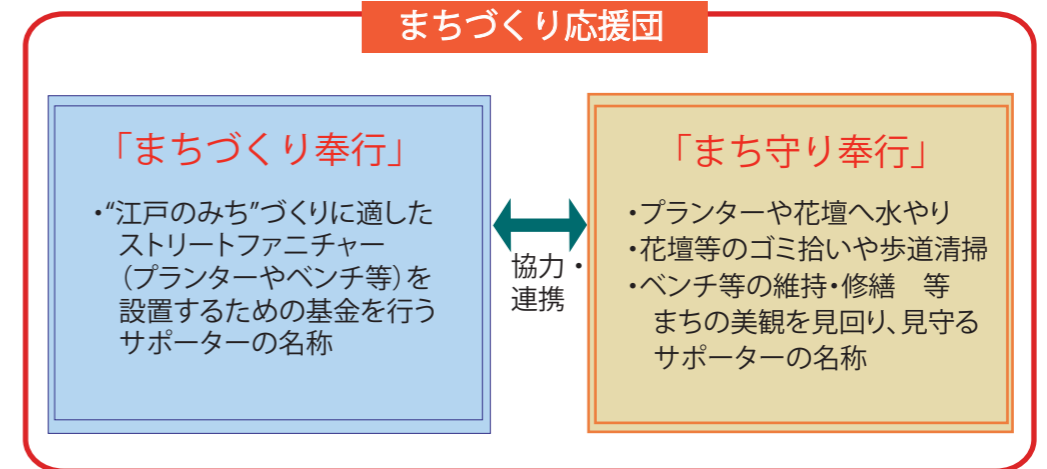 まちづくり応援団
「まちづくり奉行」
・“江戸のみち”づくりに適した
ストリートファニチャー
（プランターやベンチ等）を
設置するための基金を行う
サポーターの名称
協力・
連携
「まち守り奉行」
・プランターや花壇へ水やり
・花壇等のゴミ拾いや歩道清掃
・ベンチ等の維持・修繕　等
まちの美観を見回り、見守る
サポーターの名称